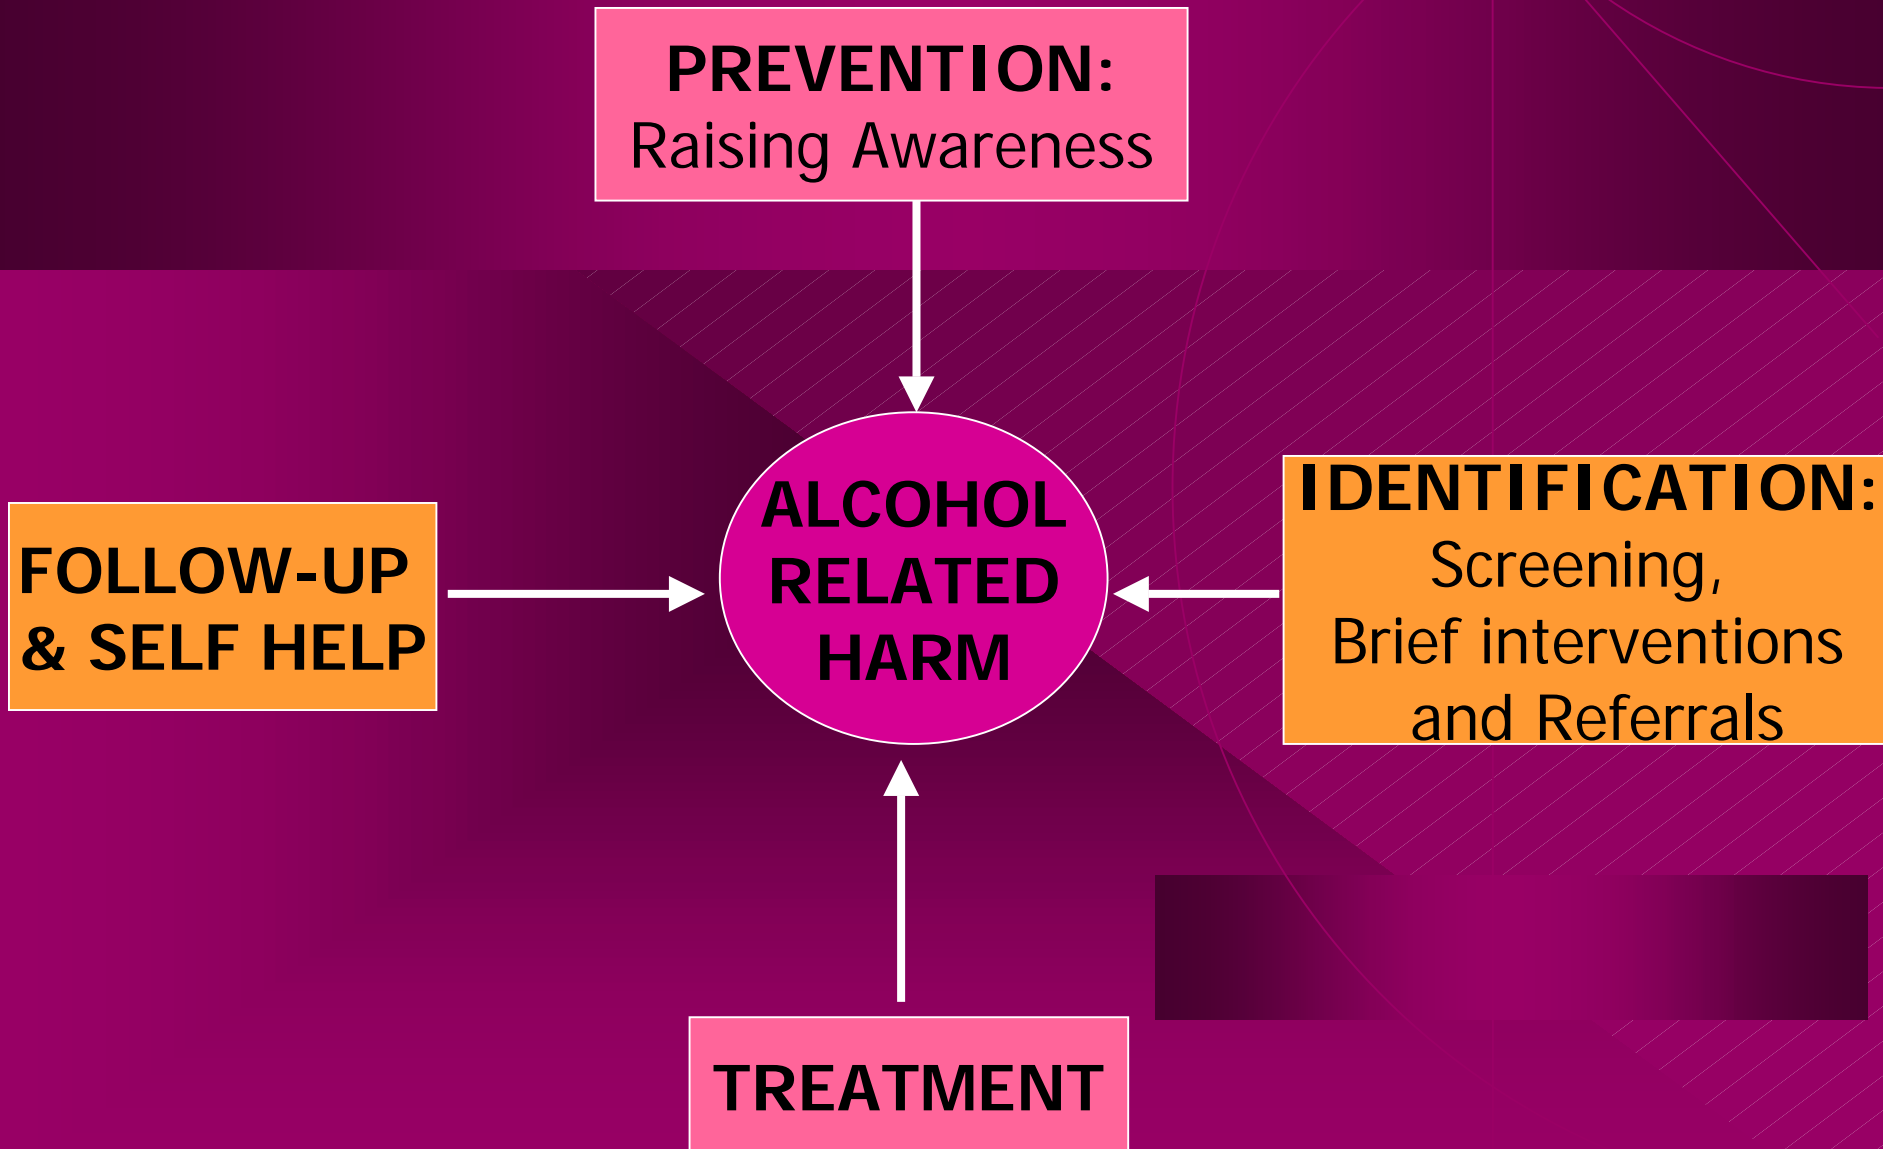 PREVENTION:
Raising Awareness
ALCOHOL
RELATED
HARM
FOLLOW-UP
& SELF HELP
IDENTIFICATION:
Screening,
Brief interventions
and Referrals
TREATMENT